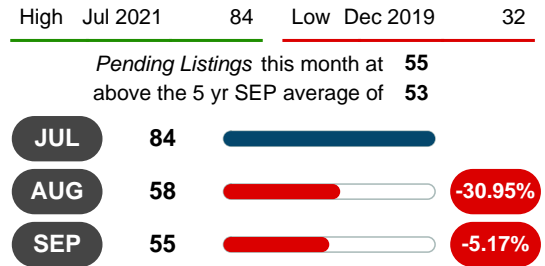 High Jul 2021 84 Low Dec 2019 32
Pending Listings this month at 55
above the 5 yr SEP average of 53
JUL 84
AUG 58 -30.95%
SEP 55 -5.17%